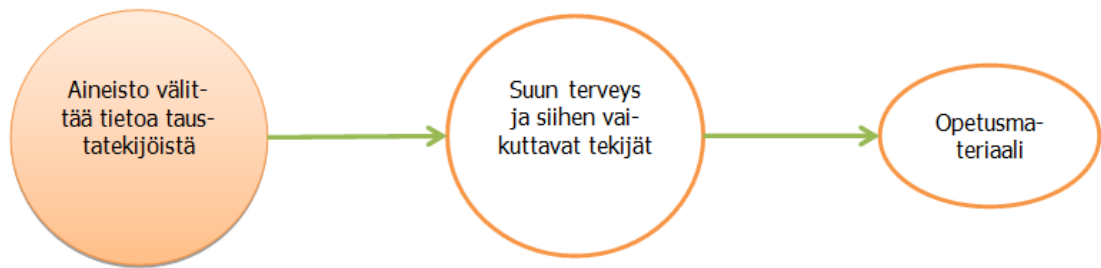 Aineisto välit-
tää tietoa taus-
tatekijöistä
Suun terveys
ja siihen vai-
kuttavat tekijät
Opetusma-
teriaali